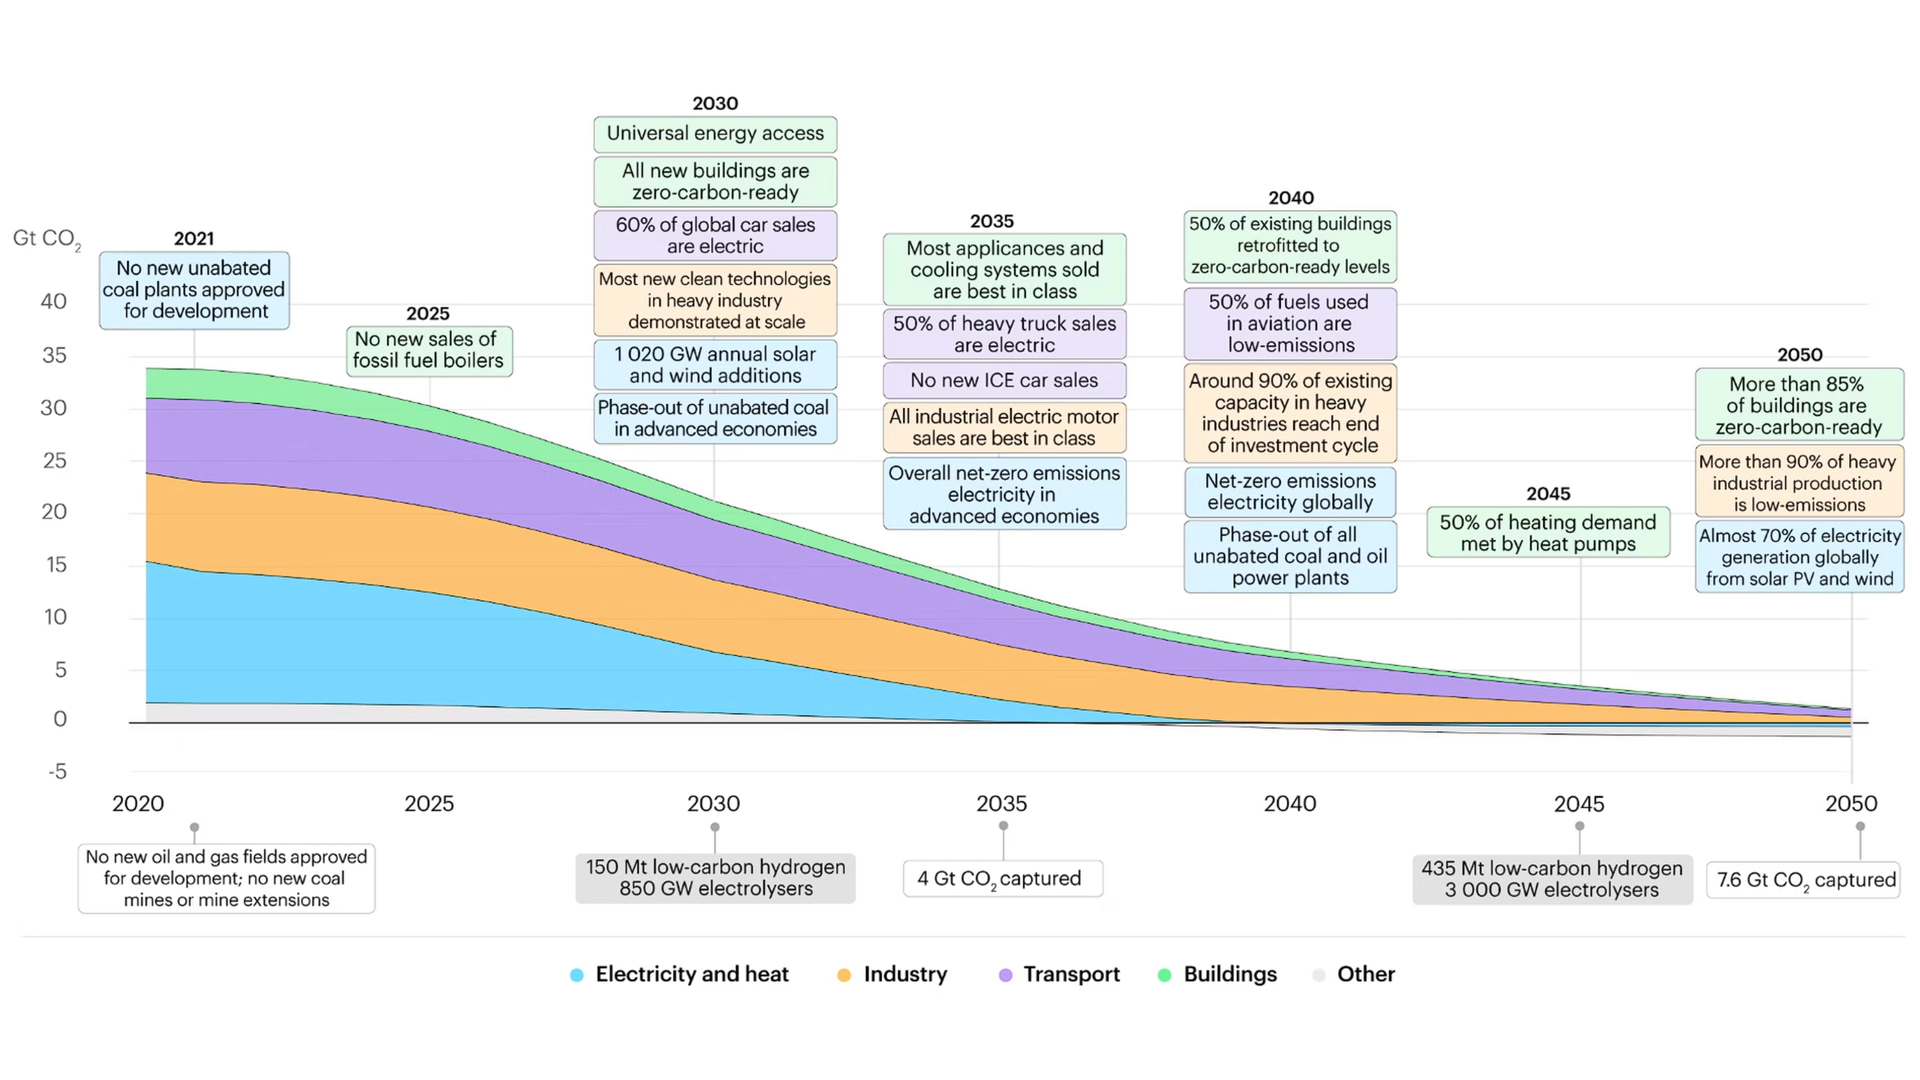 Gt CO2
40
35
30
25
20
15
10
5
0
-5
2021
No new unabated
coal plants approved
for development
2025
No new sales of
fossil fuel boilers
2030
Universal energy access
All new buildings are
zero-carbon-ready
60% of global car sales
are electric
Most new clean technologies
in heavy industry
demonstrated at scale
1 020 GW annual solar
and wind additions
Phase-out of unabated coal
in advanced economies
2035
Most applicances and
cooling systems sold
are best in class
50% of heavy truck sales
are electric
No new ICE car sales
All industrial electric motor
sales are best in class
Overall net-zero emissions
electricity in
advanced economies
2040
50% of existing buildings
retrofitted to
zero-carbon-ready levels
50% of fuels used
in aviation are
low-emissions
Around 90% of existing
capacity in heavy
industries reach end
of investment cycle
Net-zero emissions
electricity globally
Phase-out of all
unabated coal and oil
power plants
2045
50% of heating demand
met by heat pumps
2050
More than 85%
of buildings are
zero-carbon-ready
More than 90% of heavy
industrial production
is low-emissions
Almost 70% of electricity
generation globally
from solar PV and wind
2020
2025
2030
2035
2040
2045
2050
No new oil and gas fields approved
for development; no new coal
mines or mine extensions
150 Mt low-carbon hydrogen
850 GW electrolysers
4 Gt CO2 captured
435 Mt low-carbon hydrogen
3 000 GW electrolysers
7.6 Gt CO2 captured
Electricity and heat
Industry
Transport
Buildings
Other